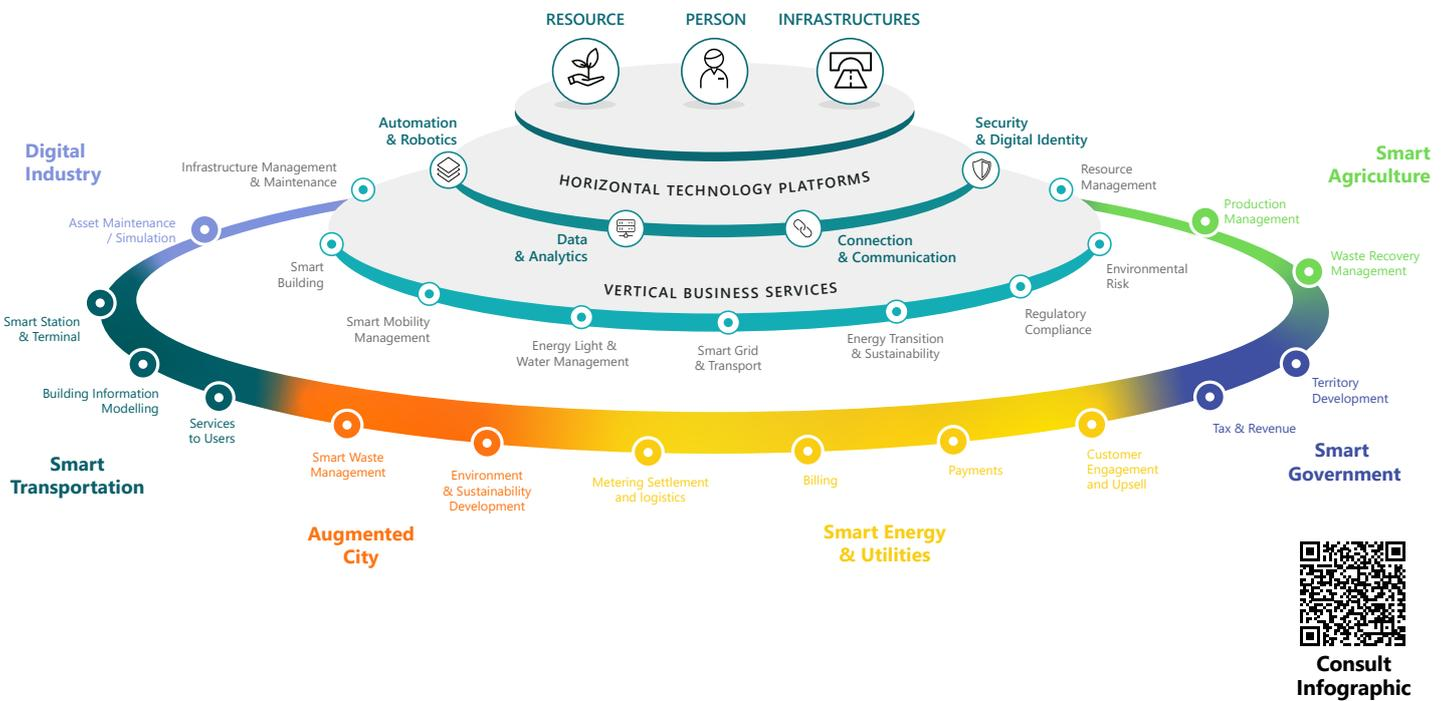 RESOURCE
PERSON
INFRASTRUCTURES
Automation
& Robotics
Security
& Digital Identity
HORIZONTAL TECHNOLOGY PLATFORMS
Data
& Analytics
Connection
& Communication
VERTICAL BUSINESS SERVICES
Infrastructure Management
& Maintenance
Smart
Building
Smart Mobility
Management
Energy Light &
Water Management
Smart Grid
& Transport
Energy Transition
& Sustainability
Regulatory
Compliance
Environmental
Risk
Resource
Management
Digital
Industry
Asset Maintenance
/ Simulation
Smart Station
& Terminal
Building Information
Modelling
Services
to Users
Smart
Transportation
Smart Waste
Management
Environment
& Sustainability
Development
Augmented
City
Metering Settlement
and logistics
Billing
Payments
Customer
Engagement
and Upsell
Smart Energy
& Utilities
Tax & Revenue
Territory
Development
Smart
Government
Smart
Agriculture
Production
Management
Waste Recovery
Management
Consult
Infographic